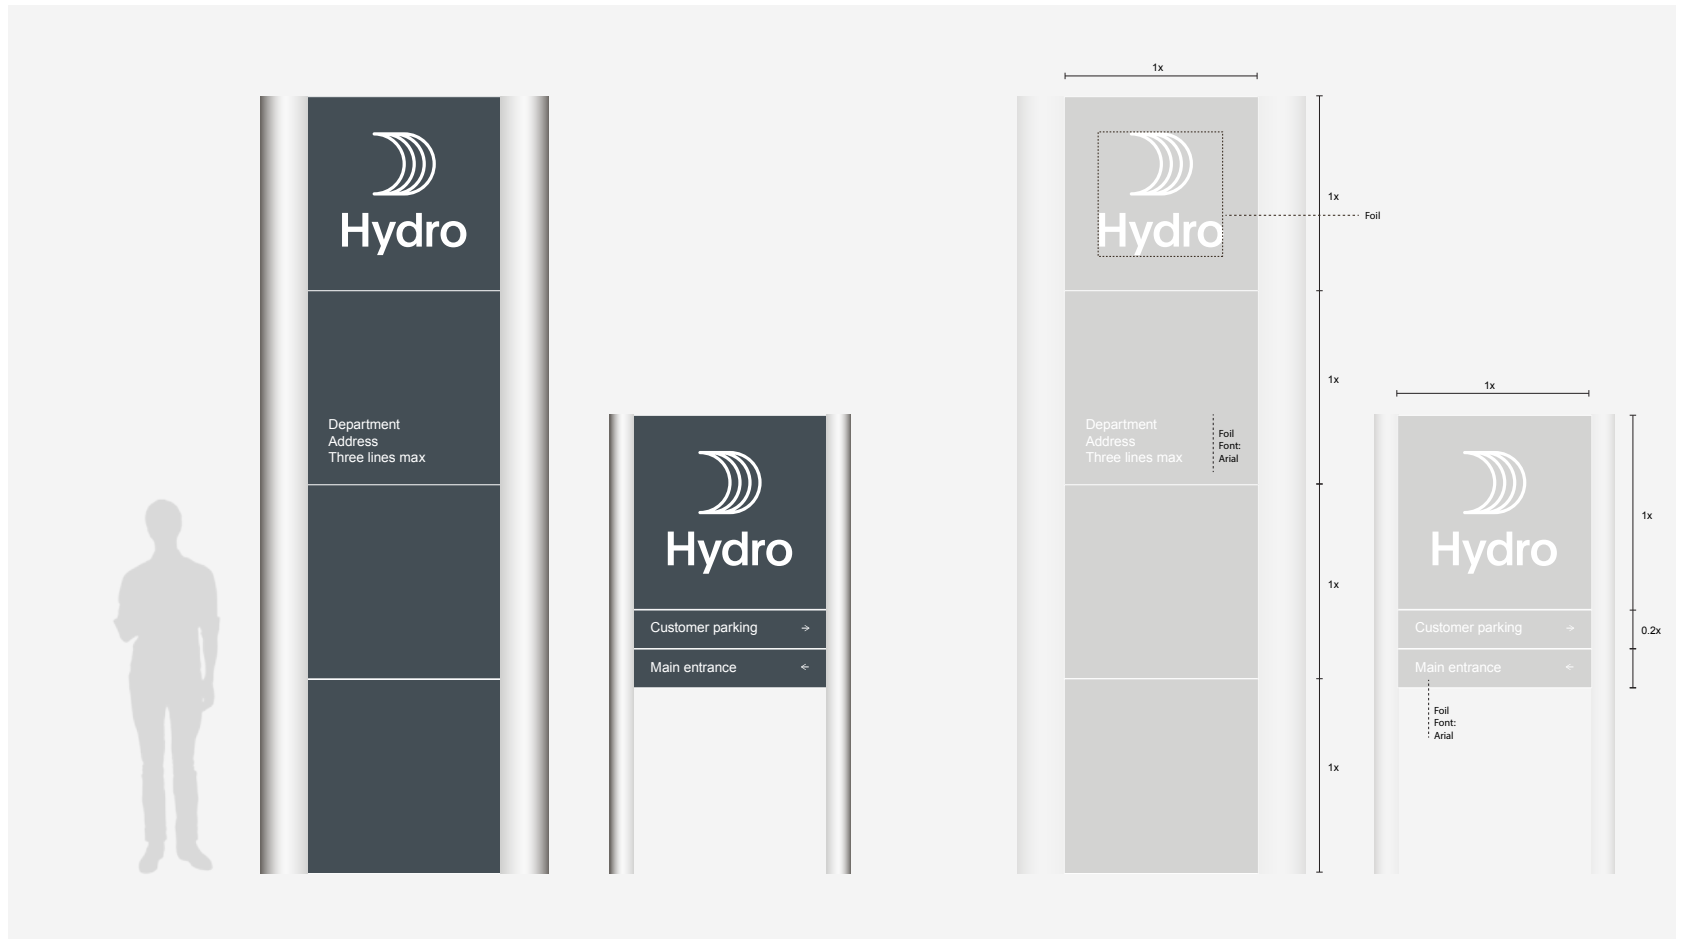 Hydro
Department
Address
Three lines max
Hydro
Customer parking →
Main entrance ←
1x
Hydro
Foil
1x
1x
Department
Address
Three lines max
Foil
Font:
Arial
1x
1x
1x
Hydro
1x
Customer parking →
0.2x
Main entrance ←
Foil
Font:
Arial